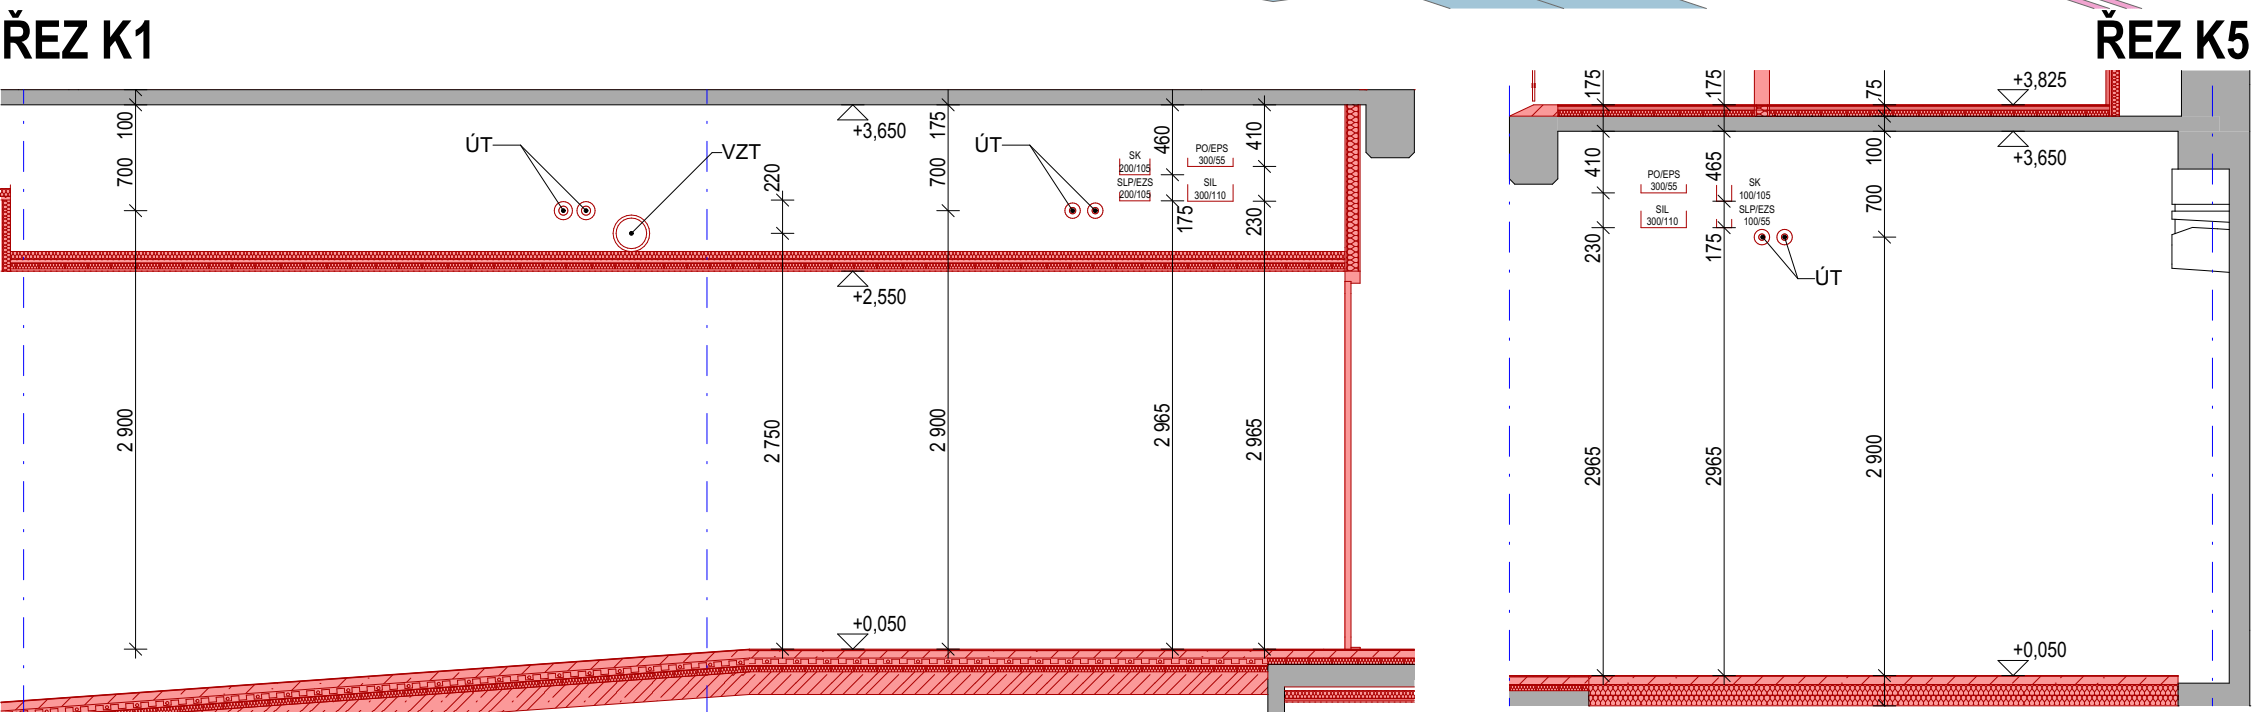 ŘEZ K1
ŘEZ K5
100
700
2 900
ÚT
VZT
220
2 750
+3,650
+2,550
+0,050
175
700
2 900
ÚT
SK
200/105
SLP/EZS
200/105
460
175
2 965
PO/EPS
300/55
SIL
300/110
410
230
2 965
175
410
230
2965
PO/EPS
300/55
SIL
300/110
175
465
175
2965
SK
100/105
SLP/EZS
100/55
ÚT
75
100
700
2 900
+3,825
+3,650
+0,050